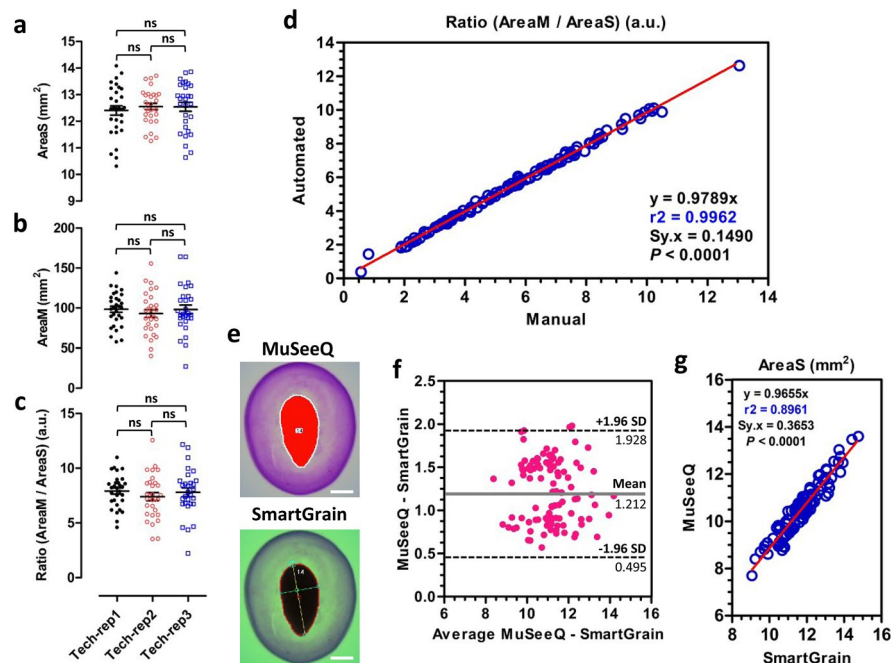 a
ns
ns
ns
AreaS (mm²)
15
14
13
12
11
10
9
b
ns
ns
ns
AreaM (mm²)
200
150
100
50
0
c
ns
ns
ns
Ratio (AreaM / AreaS) (a.u.)
15
10
5
0
Tech-rep1
Tech-rep2
Tech-rep3
d
Ratio (AreaM / AreaS) (a.u.)
Automated
14
12
10
8
6
4
2
0
y = 0.9789x
r2 = 0.9962
Sy.x = 0.1490
P < 0.0001
0 2 4 6 8 10 12 14
Manual
e
MuSeeQ
SmartGrain
f
MuSeeQ - SmartGrain
2.5
2.0
1.5
1.0
0.5
0.0
+1.96 SD
1.928
Mean
1.212
-1.96 SD
0.495
6 8 10 12 14 16
Average MuSeeQ - SmartGrain
g
AreaS (mm²)
MuSeeQ
16
14
12
10
8
6
y = 0.9655x
r2 = 0.8961
Sy.x = 0.3653
P < 0.0001
8 10 12 14 16
SmartGrain